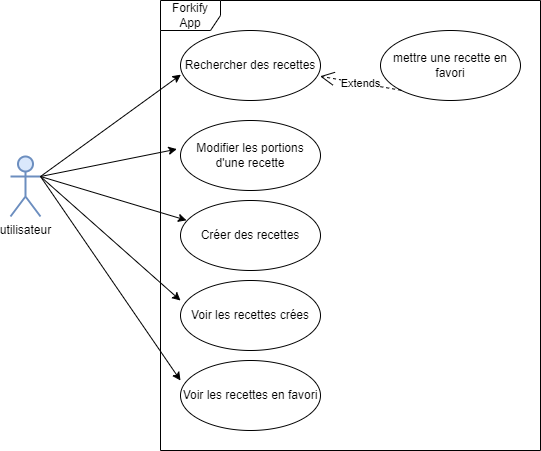 Forkify
App
Rechercher des recettes
mettre une recette en
favori
Extends
Modifier les portions
d'une recette
utilisateur
Créer des recettes
Voir les recettes crées
Voir les recettes en favori